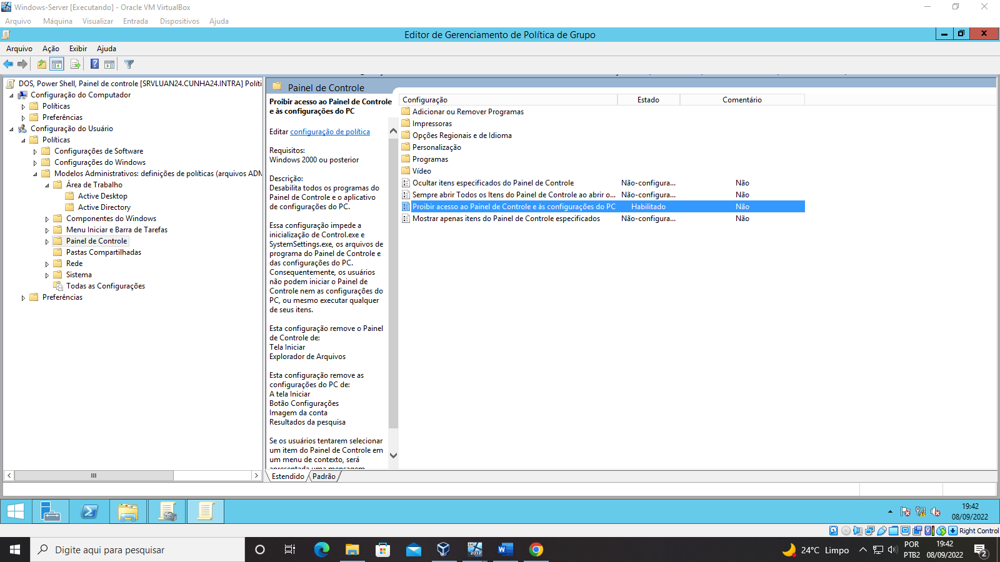 Windows-Server [Executando] - Oracle VM VirtualBox
Arquivo Máquina Visualizar Entrada Dispositivos Ajuda
Editor de Gerenciamento de Política de Grupo
Arquivo Ação Exibir Ajuda
DOS, Power Shell, Painel de controle [SRVLUAN24.CUNHA24.INTRA] Políti
Configuração do Computador
Políticas
Preferências
Configuração do Usuário
Políticas
Configurações de Software
Configurações do Windows
Modelos Administrativos: definições de políticas (arquivos ADM
Área de Trabalho
Active Desktop
Active Directory
Componentes do Windows
Menu Iniciar e Barra de Tarefas
Painel de Controle
Pastas Compartilhadas
Rede
Sistema
Todas as Configurações
Preferências
Painel de Controle
Proibir acesso ao Painel de Controle
e às configurações do PC
Editar configuração de política
Requisitos:
Windows 2000 ou posterior
Descrição:
Desabilita todos os programas do
Painel de Controle e o aplicativo
de configurações do PC.
Essa configuração impede a
inicialização de Control.exe e
SystemSettings.exe, os arquivos de
programa do Painel de Controle e
das configurações do PC.
Consequentemente, os usuários
não podem iniciar o Painel de
Controle nem as configurações do
PC, ou mesmo executar qualquer
de seus itens.
Esta configuração remove o Painel
de Controle de:
Tela Iniciar
Explorador de Arquivos
Esta configuração remove as
configurações do PC de:
A tela Iniciar
Botão Configurações
Imagem da conta
Resultados da pesquisa
Se os usuários tentarem selecionar
um item do Painel de Controle em
um menu de contexto, será
apresentada uma mensagem
Configuração Estado Comentário
Adicionar ou Remover Programas
Impressoras
Opções Regionais e de Idioma
Personalização
Programas
Vídeo
Ocultar itens especificados do Painel de Controle Não-configura... Não
Sempre abrir Todos os Itens do Painel de Controle ao abrir o... Não-configura... Não
Proibir acesso ao Painel de Controle e às configurações do PC Habilitado Não
Mostrar apenas itens do Painel de Controle especificados Não-configura... Não
Estendido Padrão
19:42
08/09/2022
Right Control
Digite aqui para pesquisar
2012
24°C Limpo
POR
PTB2
19:42
08/09/2022
2